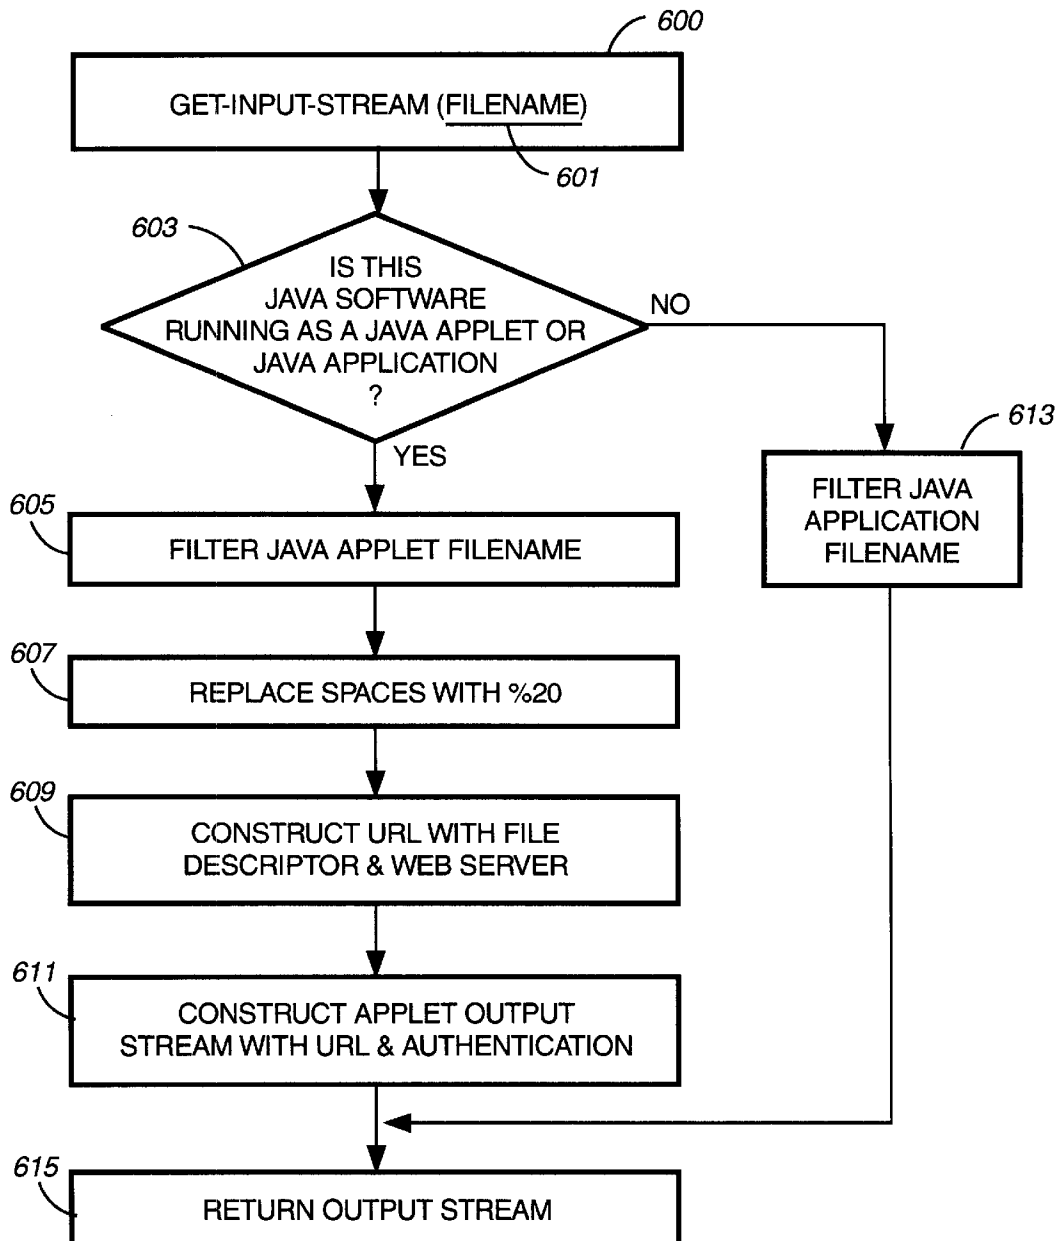 600
GET-INPUT-STREAM (FILENAME)
601
603
IS THIS
JAVA SOFTWARE
RUNNING AS A JAVA APPLET OR
JAVA APPLICATION
?
NO
YES
613
FILTER JAVA
APPLICATION
FILENAME
605
FILTER JAVA APPLET FILENAME
607
REPLACE SPACES WITH %20
609
CONSTRUCT URL WITH FILE
DESCRIPTOR & WEB SERVER
611
CONSTRUCT APPLET OUTPUT
STREAM WITH URL & AUTHENTICATION
615
RETURN OUTPUT STREAM